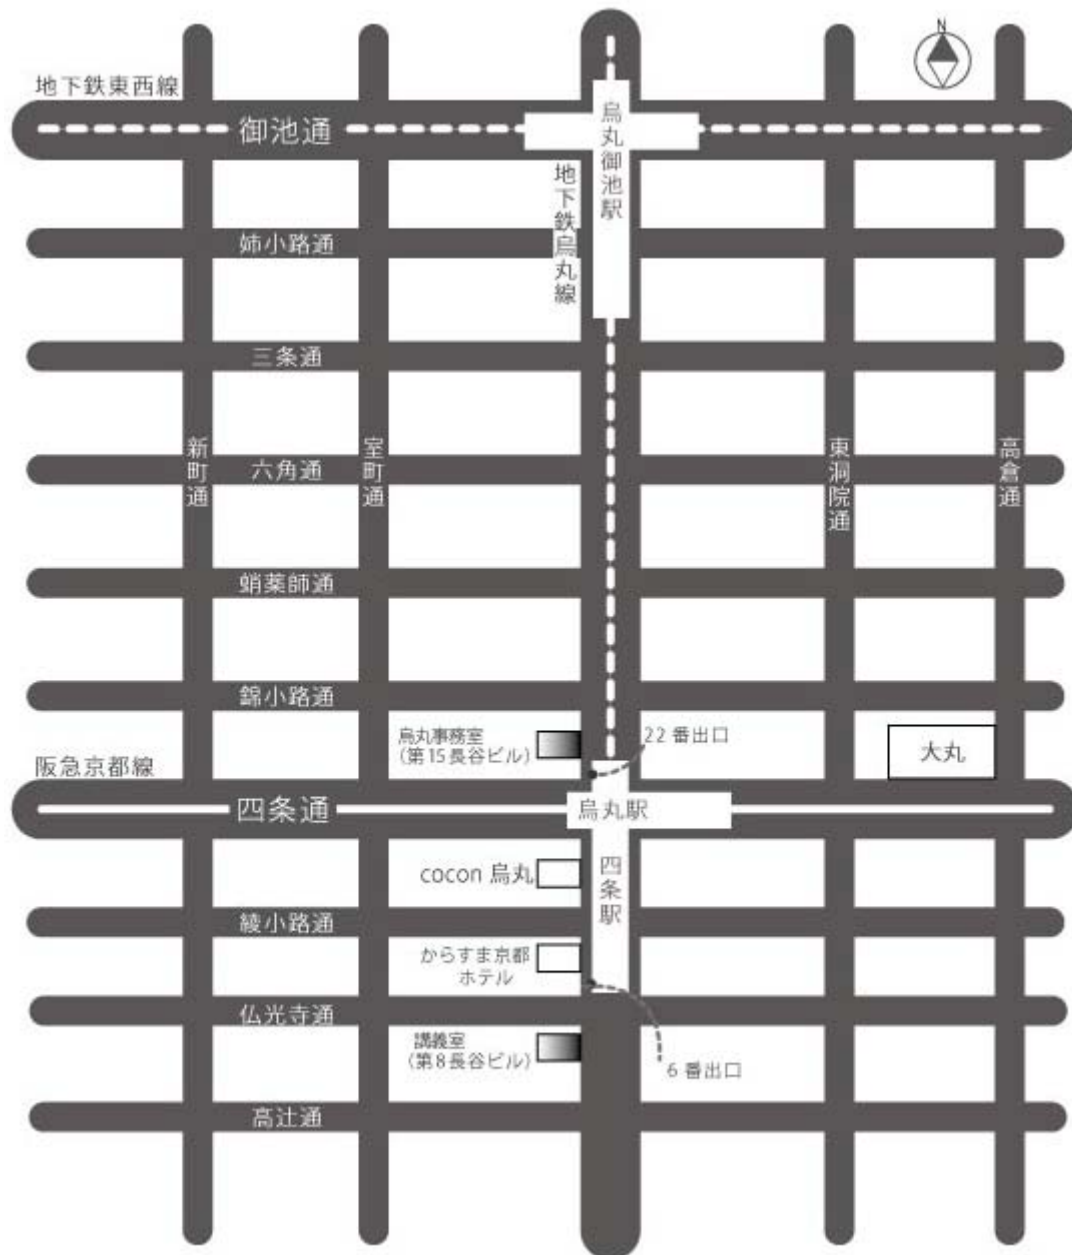 N
地下鉄東西線
御池通
烏丸御池駅
地下鉄烏丸線
姉小路通
三条通
新町通
室町通
六角通
東洞院通
高倉通
蛸薬師通
錦小路通
烏丸事務室
(第15長谷ビル)
22番出口
大丸
阪急京都線
四条通
烏丸駅
cocon 烏丸
四条駅
綾小路通
からすま京都
ホテル
仏光寺通
講義室
(第8長谷ビル)
6番出口
高辻通